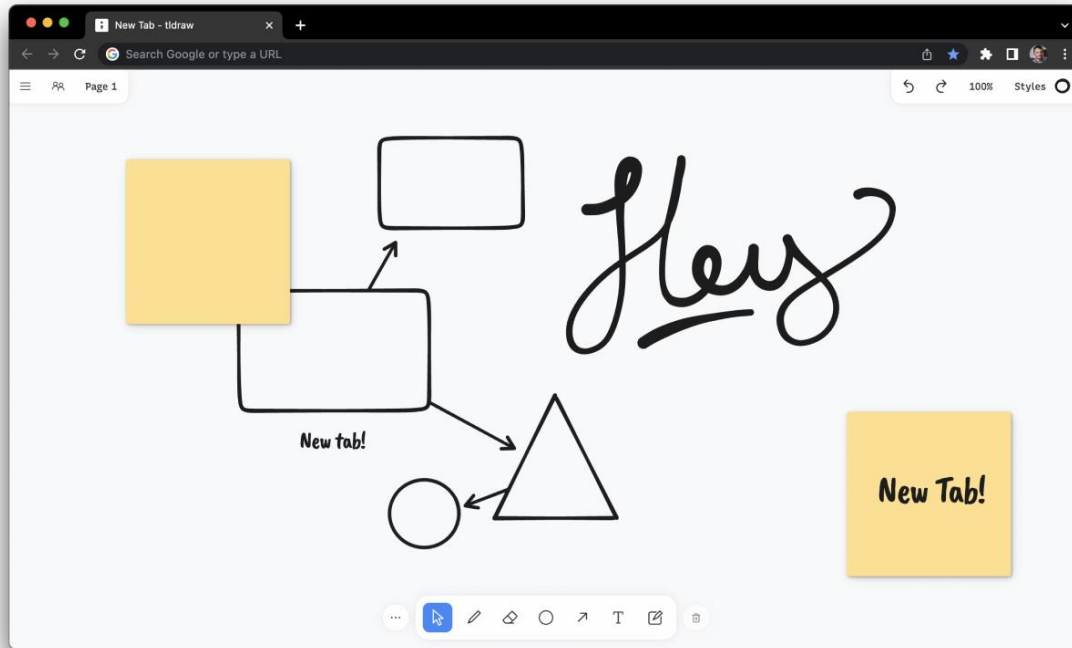 New Tab - tldraw
Search Google or type a URL
Page 1
100%
Styles
Hey
New tab!
New Tab!
T